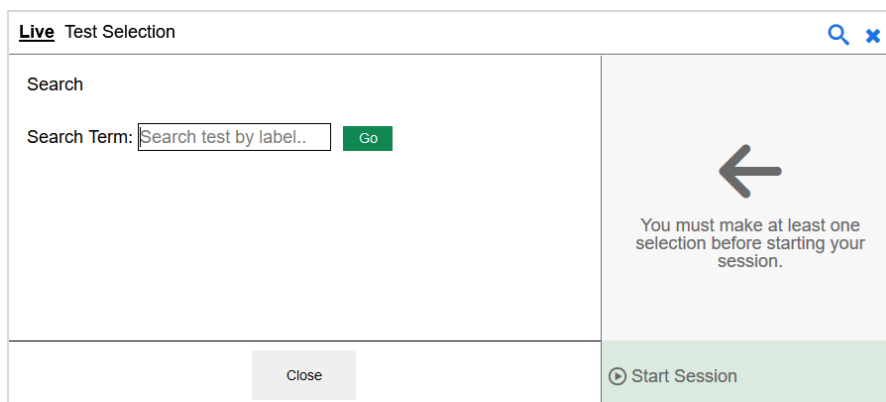 Live Test Selection
Search
Search Term: Search test by label.. Go
You must make at least one
selection before starting your
session.
Close
Start Session